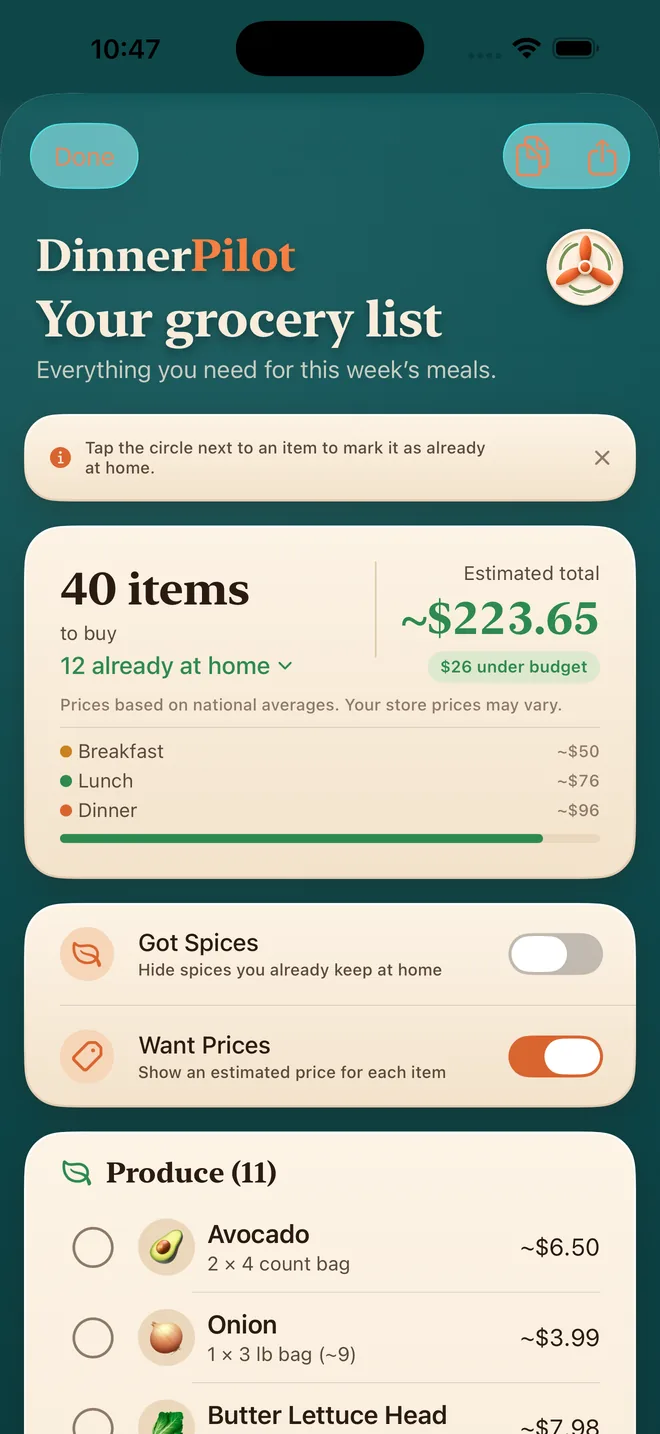 10:47
Done
DinnerPilot
Your grocery list
Everything you need for this week’s meals.
Tap the circle next to an item to mark it as already
at home.
40 items
to buy
12 already at home
Estimated total
~$223.65
$26 under budget
Prices based on national averages. Your store prices may vary.
Breakfast ~$50
Lunch ~$76
Dinner ~$96
Got Spices
Hide spices you already keep at home
Want Prices
Show an estimated price for each item
Produce (11)
Avocado
2 × 4 count bag
~$6.50
Onion
1 × 3 lb bag (~9)
~$3.99
Butter Lettuce Head
~$7.98